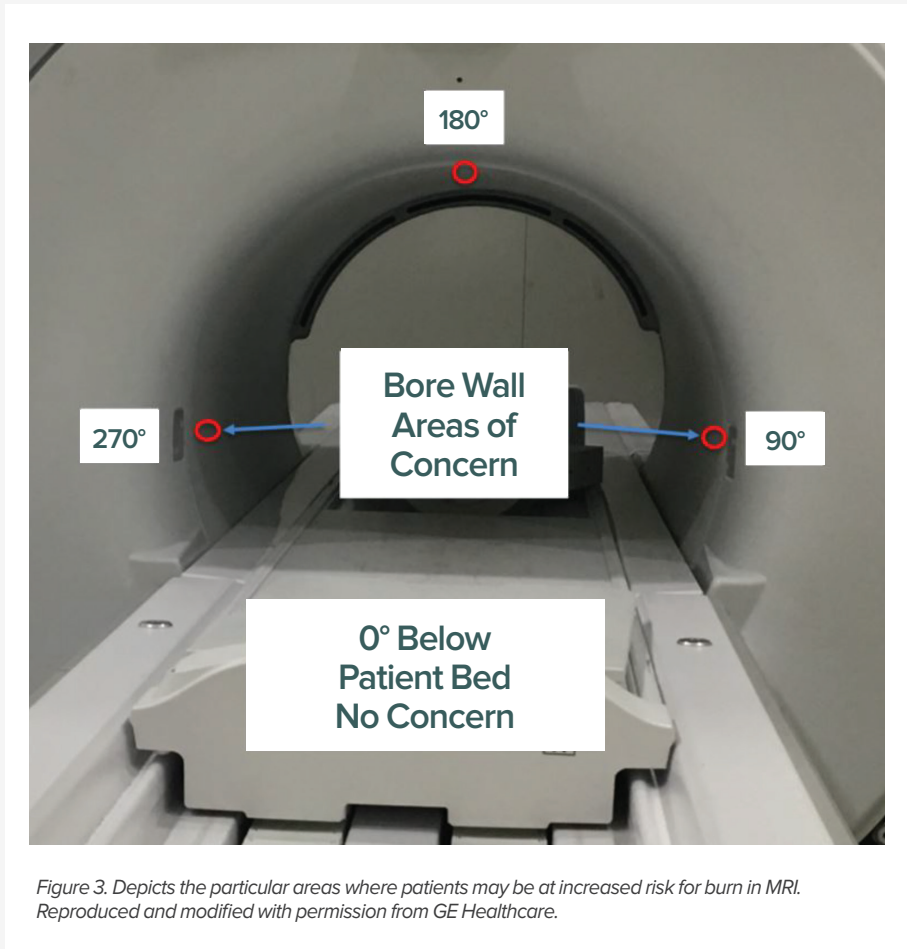 180°
Bore Wall
Areas of
Concern
270°
90°
0° Below
Patient Bed
No Concern
Figure 3. Depicts the particular areas where patients may be at increased risk for burn in MRI.
Reproduced and modified with permission from GE Healthcare.